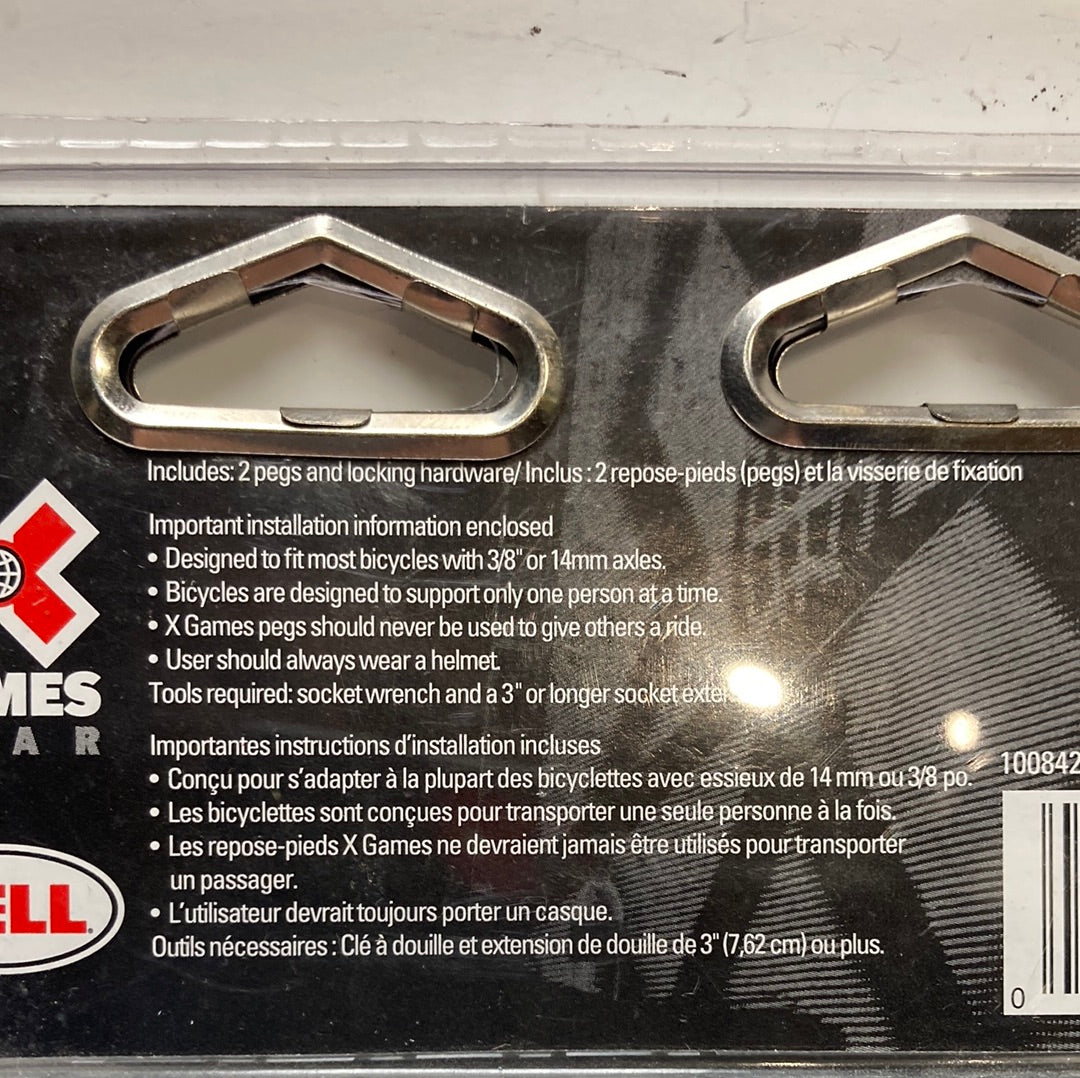 Includes: 2 pegs and locking hardware/ Inclus : 2 repose-pieds (pegs) et la visserie de fixation
Important installation information enclosed
• Designed to fit most bicycles with 3/8" or 14mm axles.
• Bicycles are designed to support only one person at a time.
• X Games pegs should never be used to give others a ride.
• User should always wear a helmet.
Tools required: socket wrench and a 3" or longer socket
MES
A R
Importantes instructions d’installation incluses
• Conçu pour s’adapter à la plupart des bicyclettes avec essieux de 14 mm ou 3/8 po.
• Les bicyclettes sont conçues pour transporter une seule personne à la fois.
• Les repose-pieds X Games ne devraient jamais être utilisés pour transporter
un passager.
• L’utilisateur devrait toujours porter un casque.
Outils nécessaires : Clé à douille et extension de douille de 3" (7,62 cm) ou plus.
ELL
100842
0